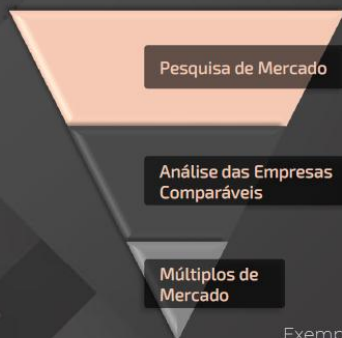 Pesquisa de Mercado
Análise das Empresas
Comparáveis
Múltiplos de
Mercado